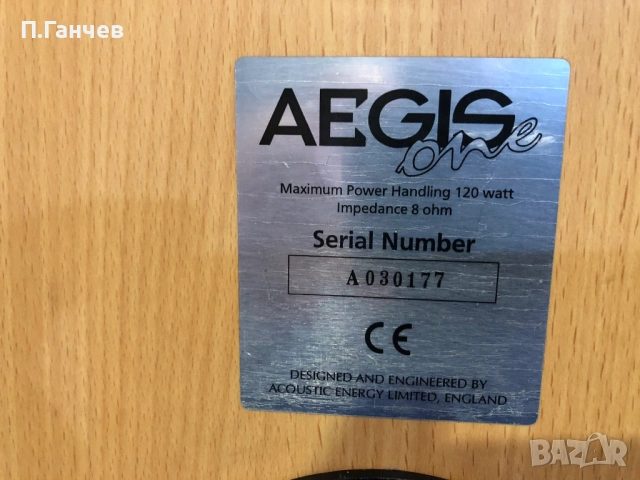 П.Ганчев
AEGIS
one
Maximum Power Handling 120 watt
Impedance 8 ohm
Serial Number
A030177
CE
DESIGNED AND ENGINEERED BY
ACOUSTIC ENERGY LIMITED, ENGLAND
BAZAR